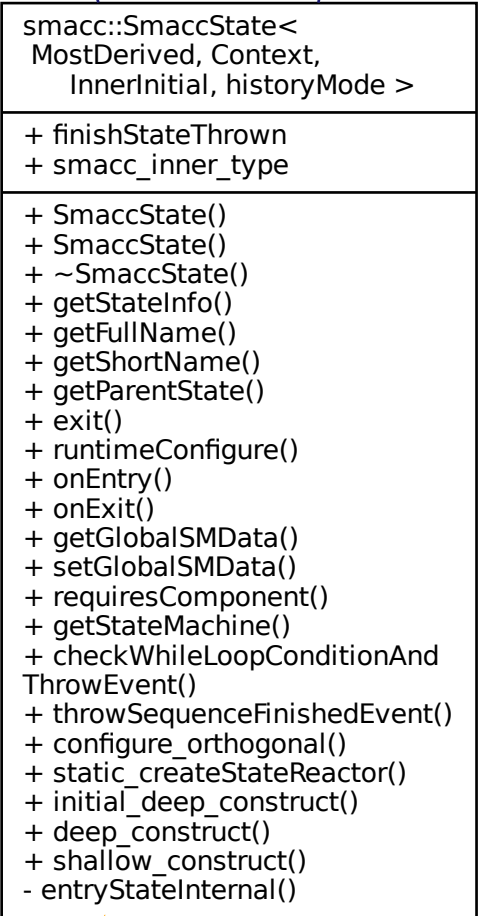 smacc::SmaccState<
MostDerived, Context,
InnerInitial, historyMode >
+ finishStateThrown
+ smacc_inner_type
+ SmaccState()
+ SmaccState()
+ ~SmaccState()
+ getStateInfo()
+ getFullName()
+ getShortName()
+ getParentState()
+ exit()
+ runtimeConfigure()
+ onEntry()
+ onExit()
+ getGlobalSMData()
+ setGlobalSMData()
+ requiresComponent()
+ getStateMachine()
+ checkWhileLoopConditionAnd
ThrowEvent()
+ throwSequenceFinishedEvent()
+ configure_orthogonal()
+ static_createStateReactor()
+ initial_deep_construct()
+ deep_construct()
+ shallow_construct()
- entryStateInternal()